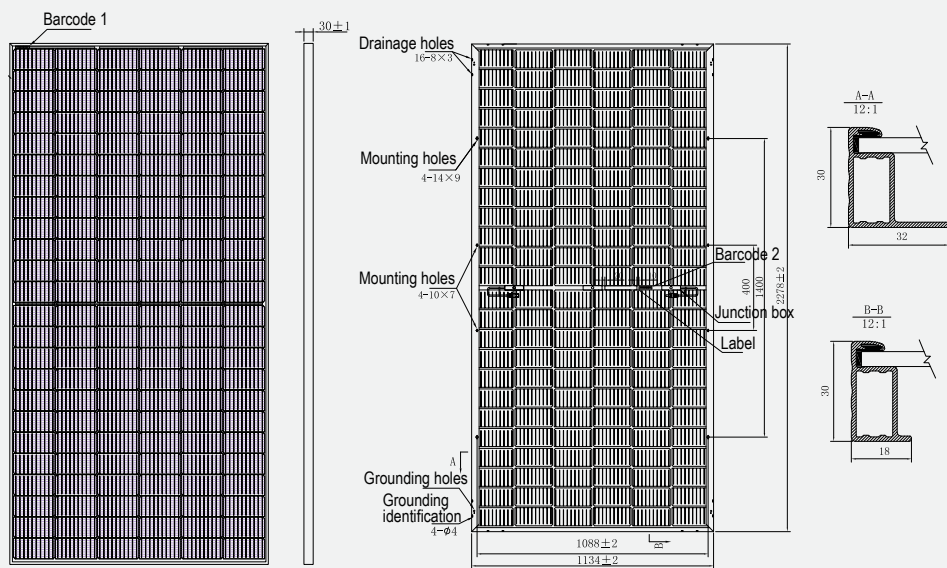 Barcode 1
30±1
Drainage holes
16-8×3
Mounting holes
4-14×9
Mounting holes
4-10×7
Barcode 2
Junction box
Label
400
1400
2278±2
A
Grounding holes
Grounding
identification
4-ø4
B
1088±2
1134±2
A-A
12:1
30
32
B-B
12:1
30
18